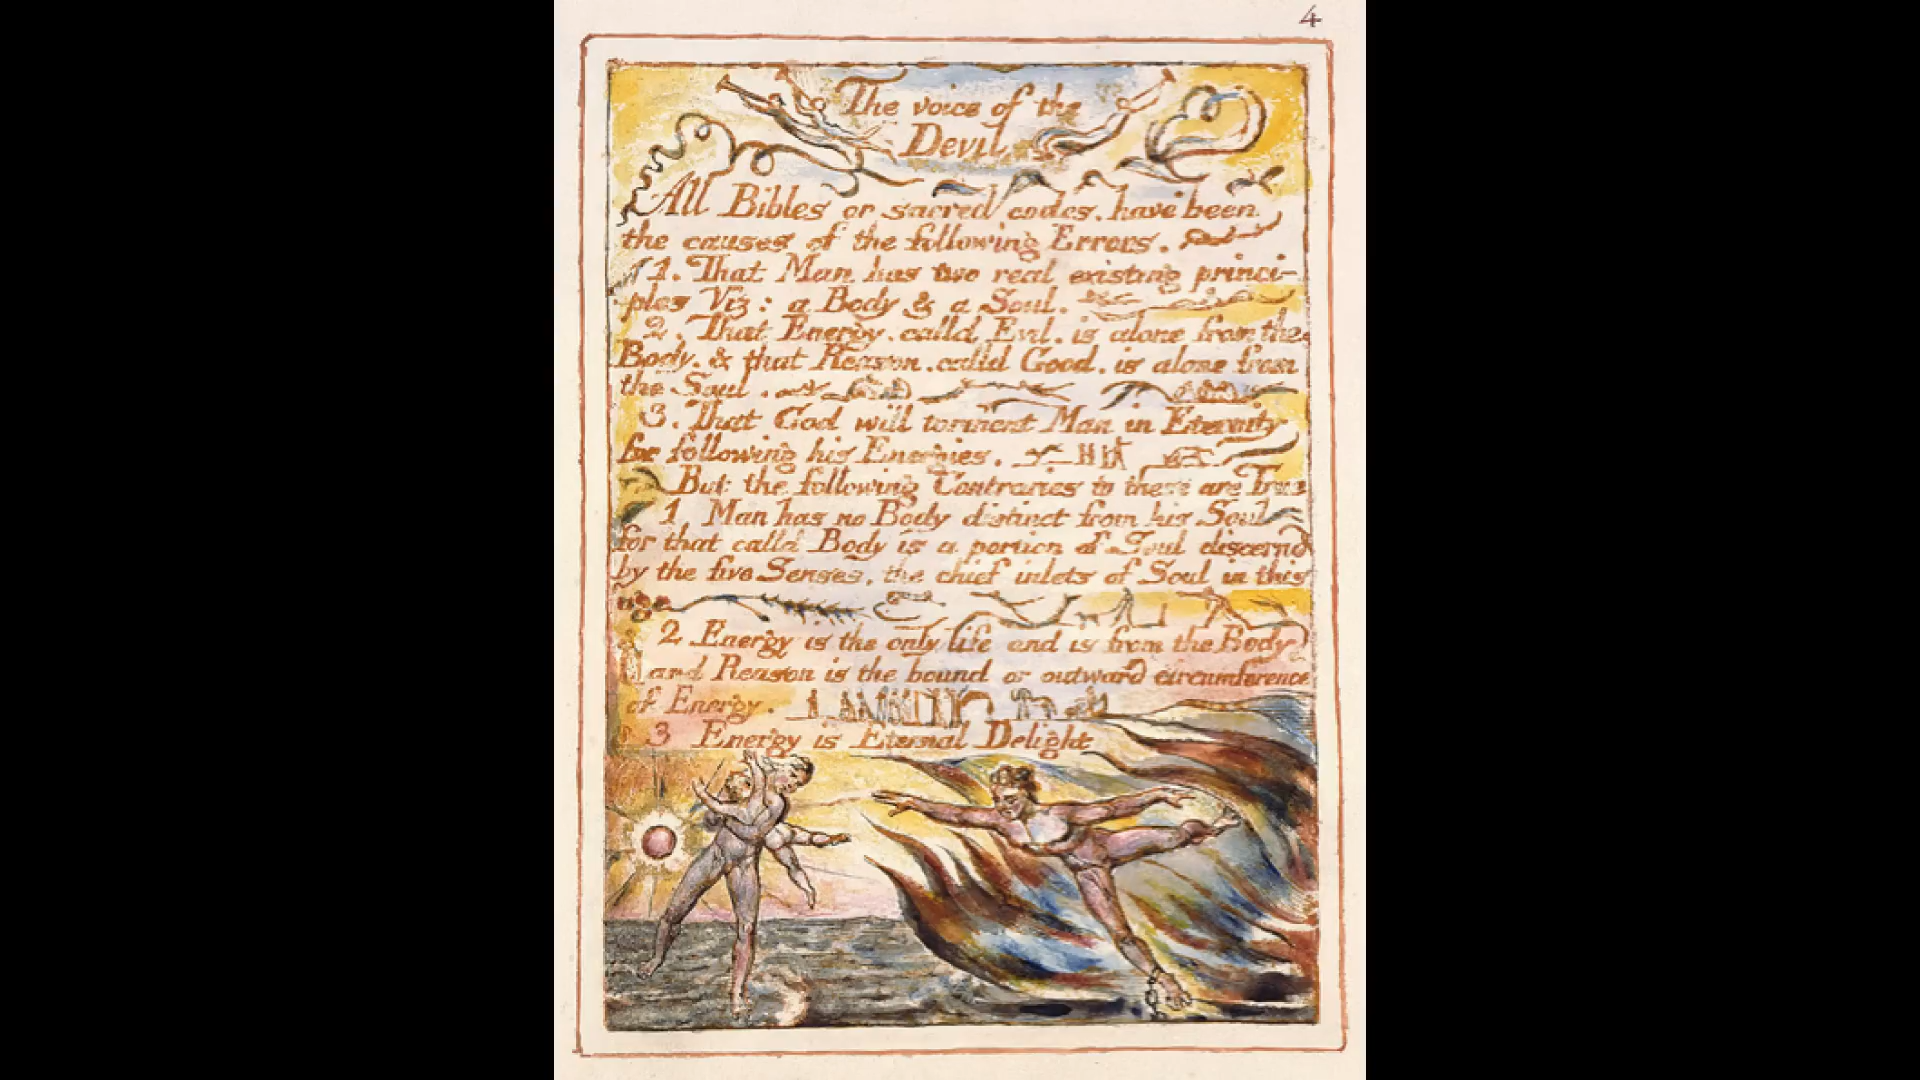 4
The voice of the
Devil
All Bibles or sacred codes. have been
the causes of the following Errors.
1. That Man has two real existing princi-
ples Viz: a Body & a Soul.
2. That Energy. calld Evil. is alone from the
Body. & that Reason. calld Good. is alone from
the Soul.
3. That God will torment Man in Eternity
for following his Energies.
But the following Contraries to these are True
1 Man has no Body distinct from his Soul
for that calld Body is a portion of Soul discernd
by the five Senses. the chief inlets of Soul in this
age
2 Energy is the only life and is from the Body
and Reason is the bound or outward circumference
of Energy.
3 Energy is Eternal Delight